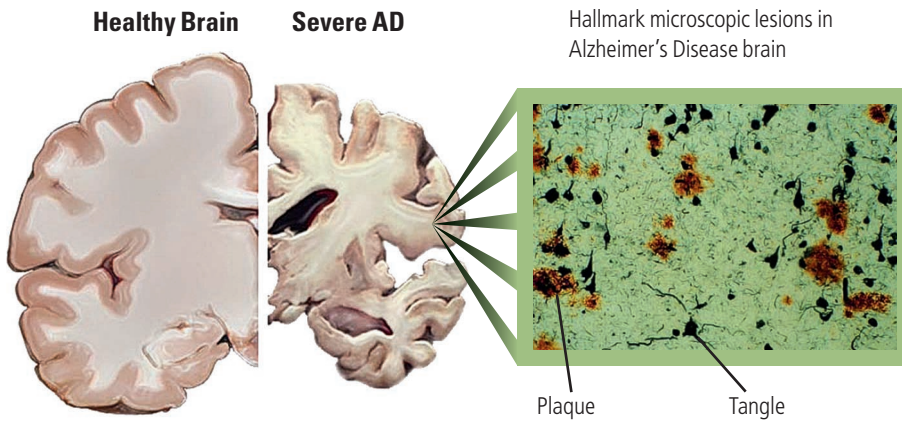 Healthy Brain
Severe AD
Hallmark microscopic lesions in
Alzheimer's Disease brain
Plaque
Tangle